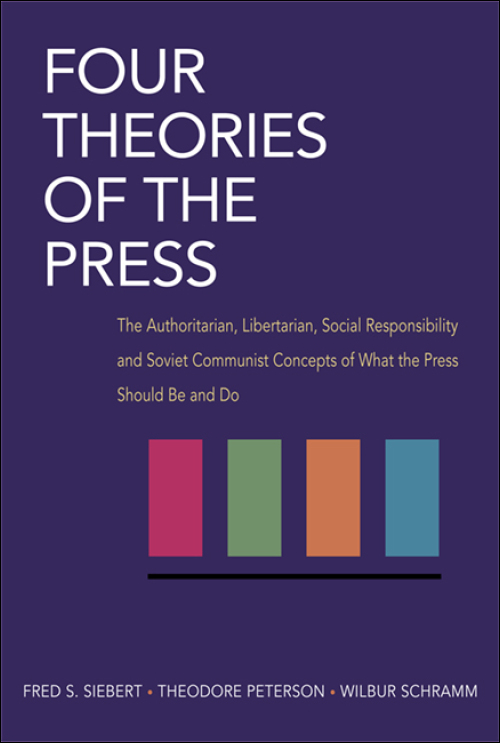 FOUR
THEORIES
OF THE
PRESS
The Authoritarian, Libertarian, Social Responsibility
and Soviet Communist Concepts of What the Press
Should Be and Do
FRED S. SIEBERT • THEODORE PETERSON • WILBUR SCHRAMM